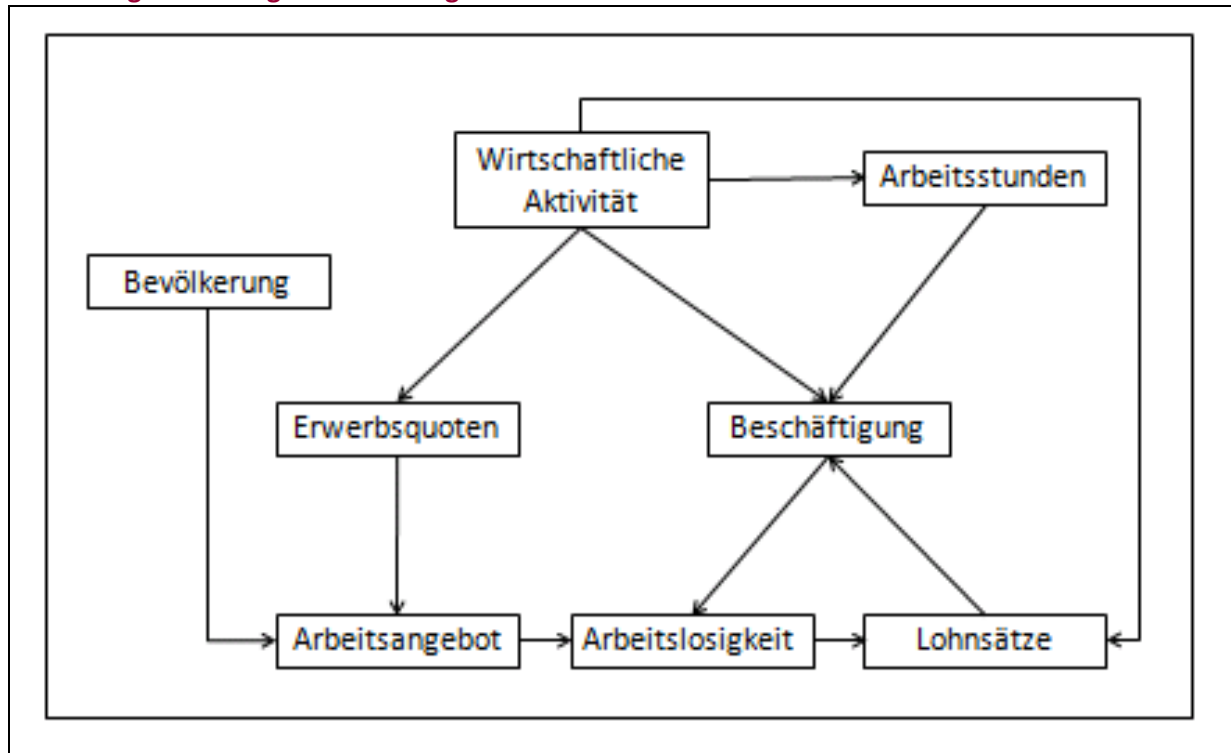 Wirtschaftliche
Aktivität
Arbeitsstunden
Bevölkerung
Erwerbsquoten
Beschäftigung
Arbeitsangebot
Arbeitslosigkeit
Lohnsätze